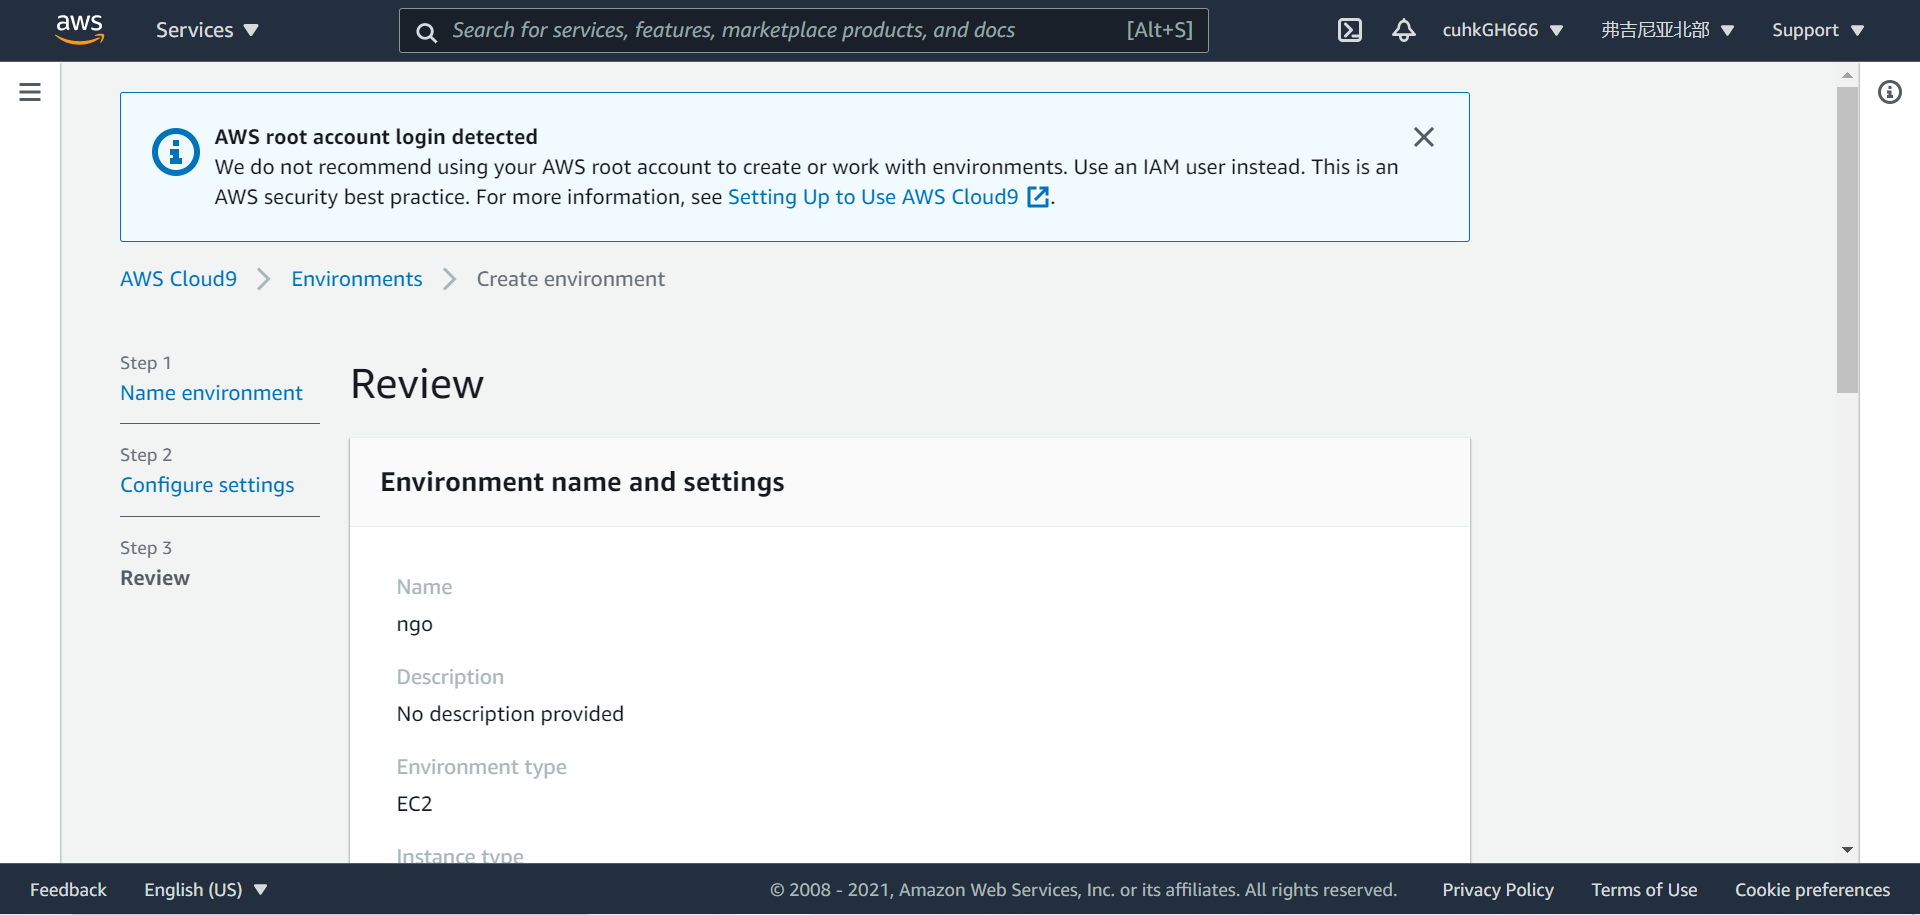 aws
Services
Search for services, features, marketplace products, and docs
[Alt+S]
cuhkGH666
弗吉尼亚北部
Support
AWS root account login detected
We do not recommend using your AWS root account to create or work with environments. Use an IAM user instead. This is an
AWS security best practice. For more information, see Setting Up to Use AWS Cloud9 .
AWS Cloud9
Environments
Create environment
Step 1
Name environment
Step 2
Configure settings
Step 3
Review
Review
Environment name and settings
Name
ngo
Description
No description provided
Environment type
EC2
Instance type
Feedback
English (US)
© 2008 - 2021, Amazon Web Services, Inc. or its affiliates. All rights reserved.
Privacy Policy
Terms of Use
Cookie preferences